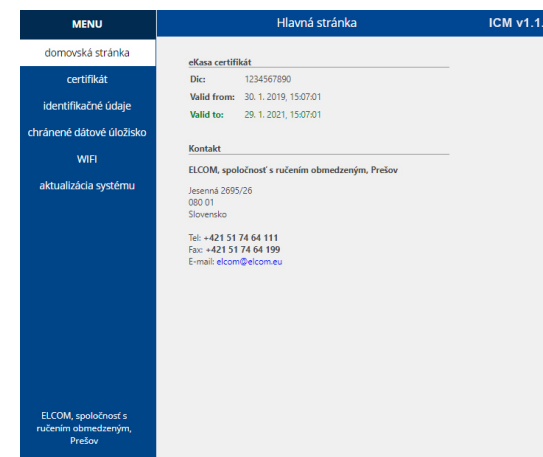 MENU
Hlavná stránka
ICM v1.1.
domovská stránka
certifikát
identifikačné údaje
chránené dátové úložisko
WIFI
aktualizácia systému
eKasa certifikát
Dic: 1234567890
Valid from: 30. 1. 2019, 15:07:01
Valid to: 29. 1. 2021, 15:07:01
Kontakt
ELCOM, spoločnosť s ručením obmedzeným, Prešov
Jesenná 2695/26
080 01
Slovensko
Tel: +421 51 74 64 111
Fax: +421 51 74 64 199
E-mail: elcom@elcom.eu
ELCOM, spoločnosť s
ručením obmedzeným,
Prešov